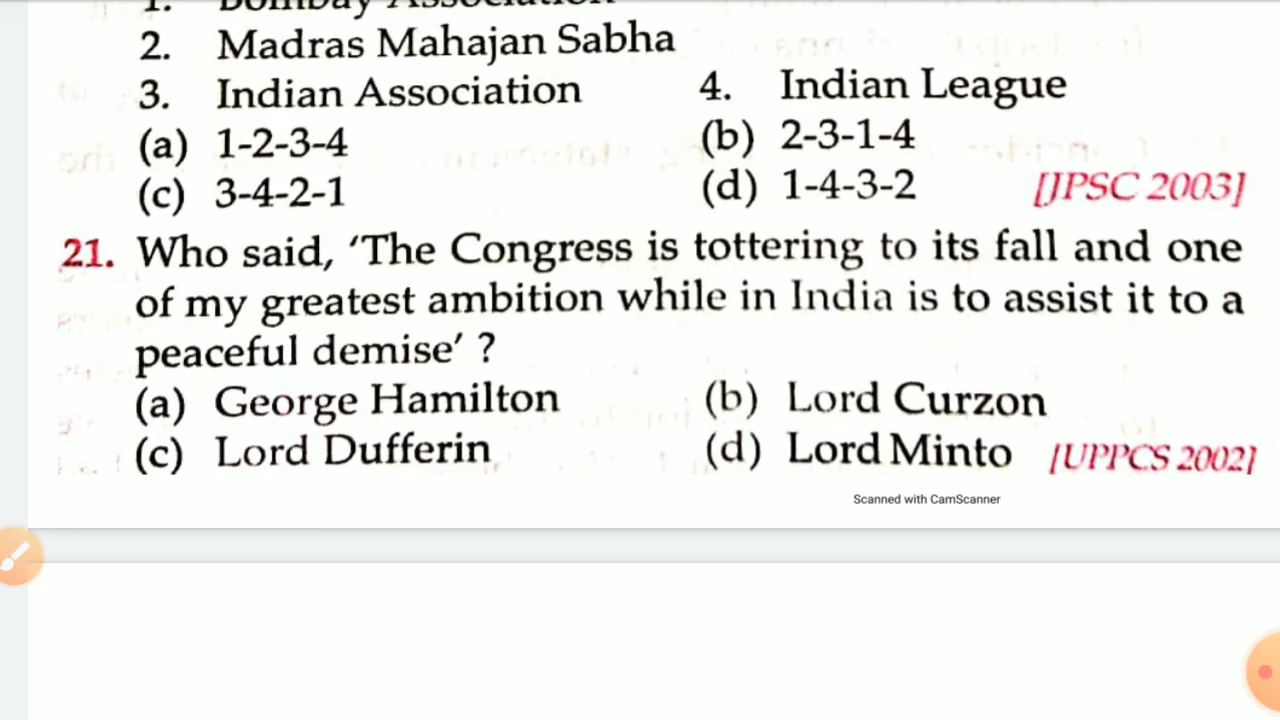 1. Bombay Association
2. Madras Mahajan Sabha
3. Indian Association 4. Indian League
(a) 1-2-3-4 (b) 2-3-1-4
(c) 3-4-2-1 (d) 1-4-3-2 [JPSC 2003]
21. Who said, ‘The Congress is tottering to its fall and one
of my greatest ambition while in India is to assist it to a
peaceful demise’ ?
(a) George Hamilton (b) Lord Curzon
(c) Lord Dufferin (d) Lord Minto [UPPCS 2002]
Scanned with CamScanner